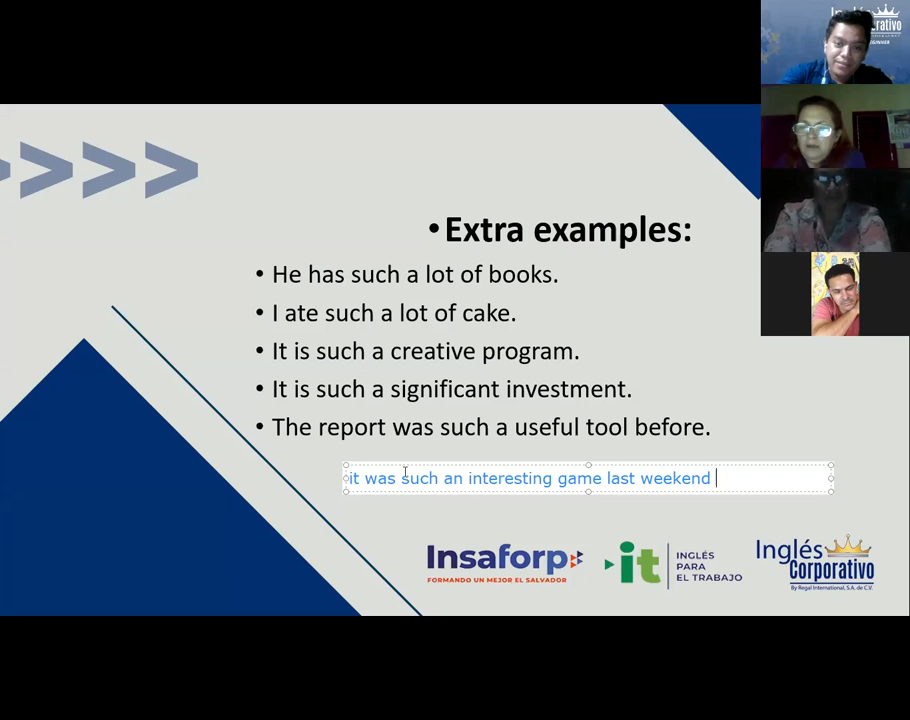 •Extra examples:
• He has such a lot of books.
• I ate such a lot of cake.
• It is such a creative program.
• It is such a significant investment.
• The report was such a useful tool before.
it was such an interesting game last weekend
Insaforp
FORMANDO UN MEJOR EL SALVADOR
it
INGLÉS
PARA
EL TRABAJO
Inglés
Corporativo
By Regal International, S.A. de C.V.